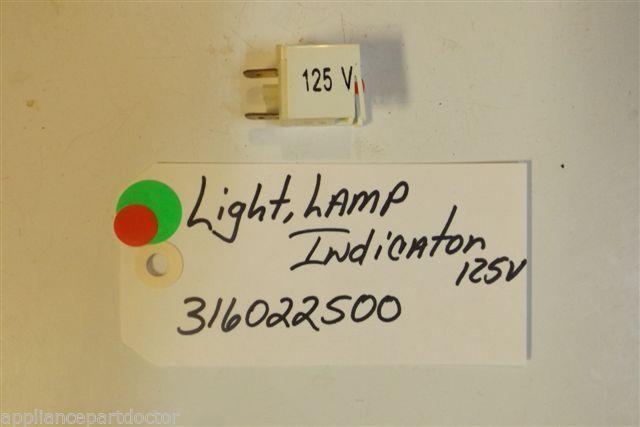 125 V
Light, LAMP
Indicator
125V
316022500
appliancepartdoctor